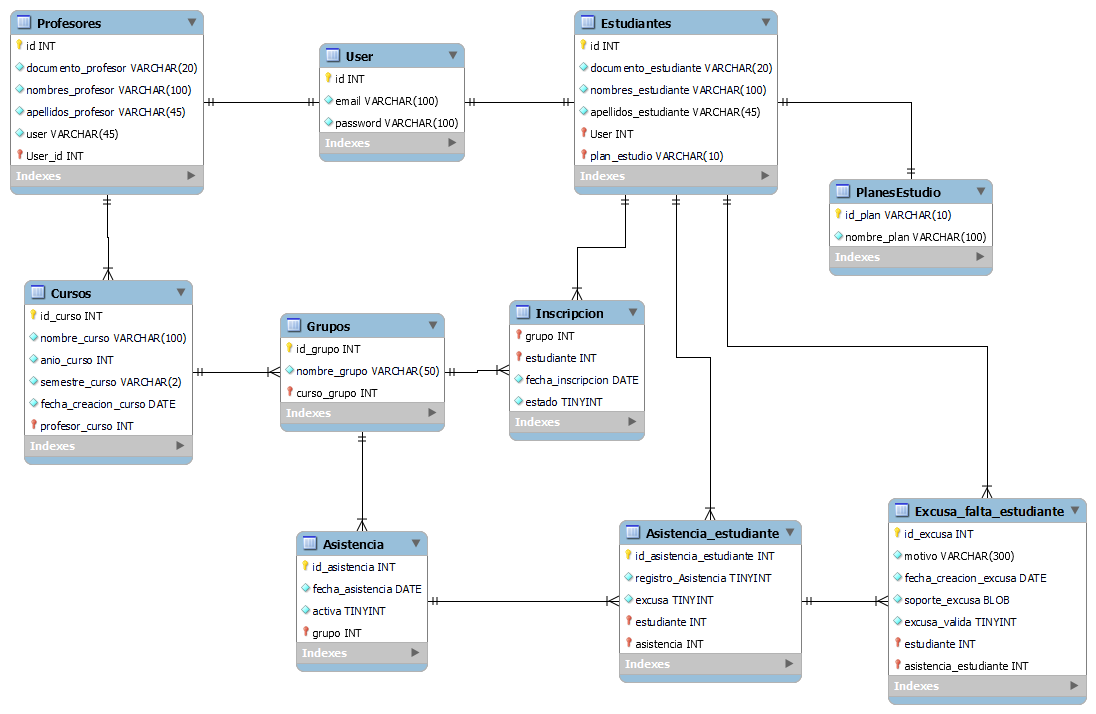 Profesores
id INT
documento_profesor VARCHAR(20)
nombres_profesor VARCHAR(100)
apellidos_profesor VARCHAR(45)
user VARCHAR(45)
User_id INT
Indexes
User
id INT
email VARCHAR(100)
password VARCHAR(100)
Indexes
Estudiantes
id INT
documento_estudiante VARCHAR(20)
nombres_estudiante VARCHAR(100)
apellidos_estudiante VARCHAR(45)
User INT
plan_estudio VARCHAR(10)
Indexes
PlanesEstudio
id_plan VARCHAR(10)
nombre_plan VARCHAR(100)
Indexes
Cursos
id_curso INT
nombre_curso VARCHAR(100)
anio_curso INT
semestre_curso VARCHAR(2)
fecha_creacion_curso DATE
profesor_curso INT
Indexes
Grupos
id_grupo INT
nombre_grupo VARCHAR(50)
curso_grupo INT
Indexes
Inscripcion
grupo INT
estudiante INT
fecha_inscripcion DATE
estado TINYINT
Indexes
Asistencia
id_asistencia INT
fecha_asistencia DATE
activa TINYINT
grupo INT
Indexes
Asistencia_estudiante
id_asistencia_estudiante INT
registro_Asistencia TINYINT
excusa TINYINT
estudiante INT
asistencia INT
Indexes
Excusa_falta_estudiante
id_excusa INT
motivo VARCHAR(300)
fecha_creacion_excusa DATE
soporte_excusa BLOB
excusa_valida TINYINT
estudiante INT
asistencia_estudiante INT
Indexes